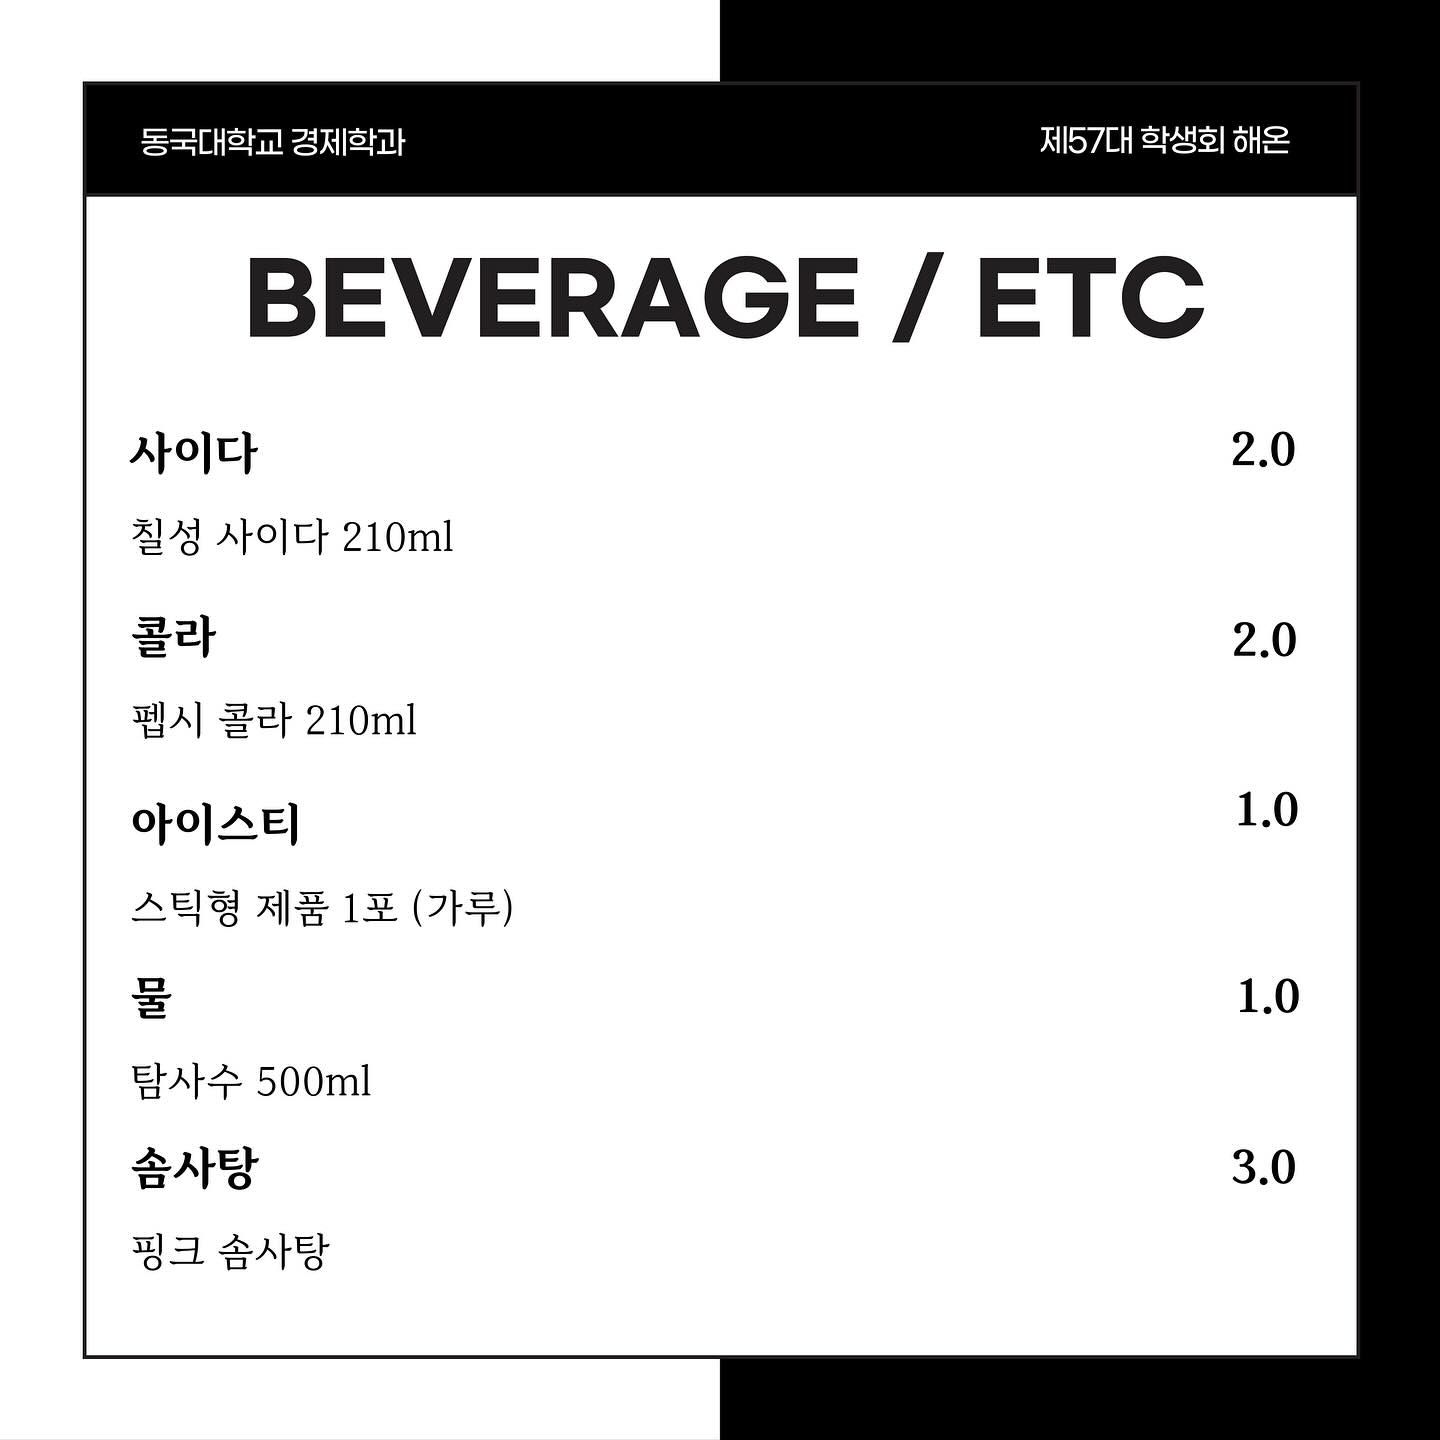 동국대학교 경제학과
제57대 학생회 해온
BEVERAGE / ETC
사이다 2.0
칠성 사이다 210ml
콜라 2.0
펩시 콜라 210ml
아이스티 1.0
스틱형 제품 1포 (가루)
물 1.0
탐사수 500ml
솜사탕 3.0
핑크 솜사탕